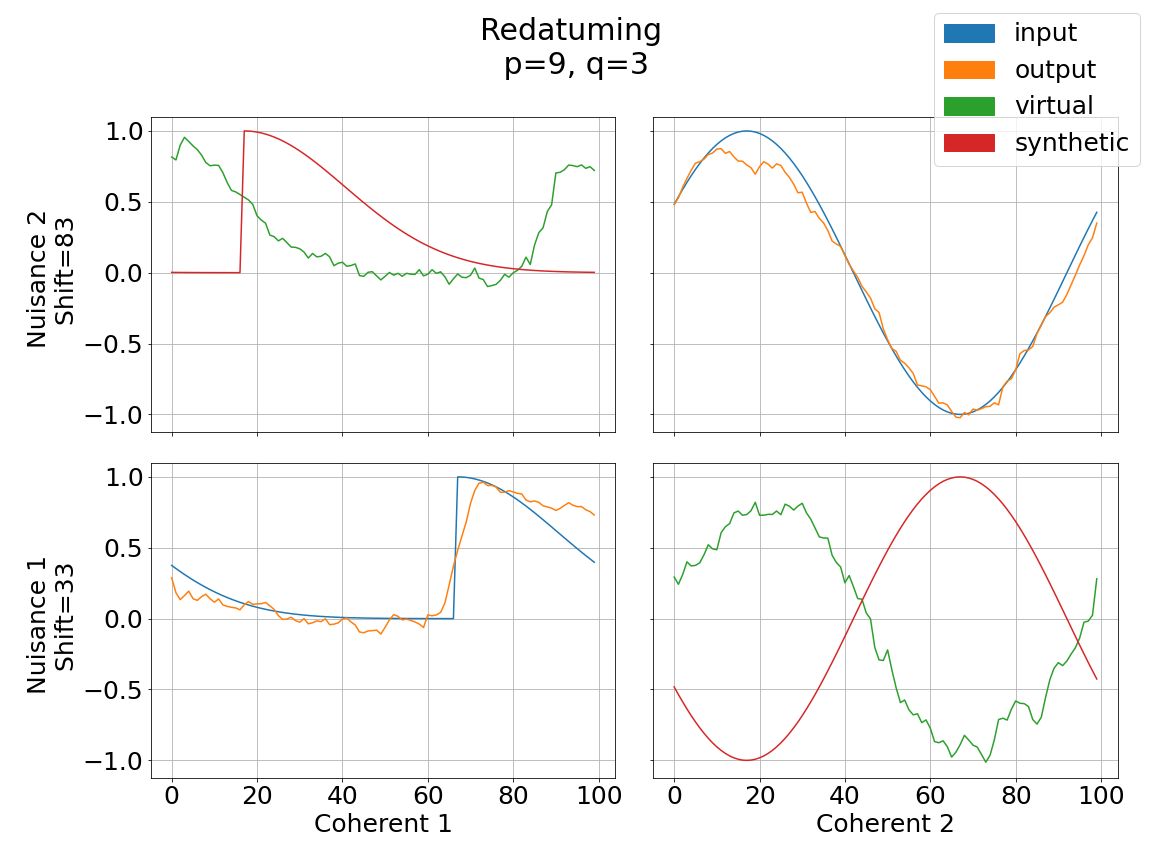 Redatuming
p=9, q=3
input
output
virtual
synthetic
Nuisance 2
Shift=83
1.0
0.5
0.0
−0.5
−1.0
Nuisance 1
Shift=33
1.0
0.5
0.0
−0.5
−1.0
0 20 40 60 80 100
Coherent 1
0 20 40 60 80 100
Coherent 2